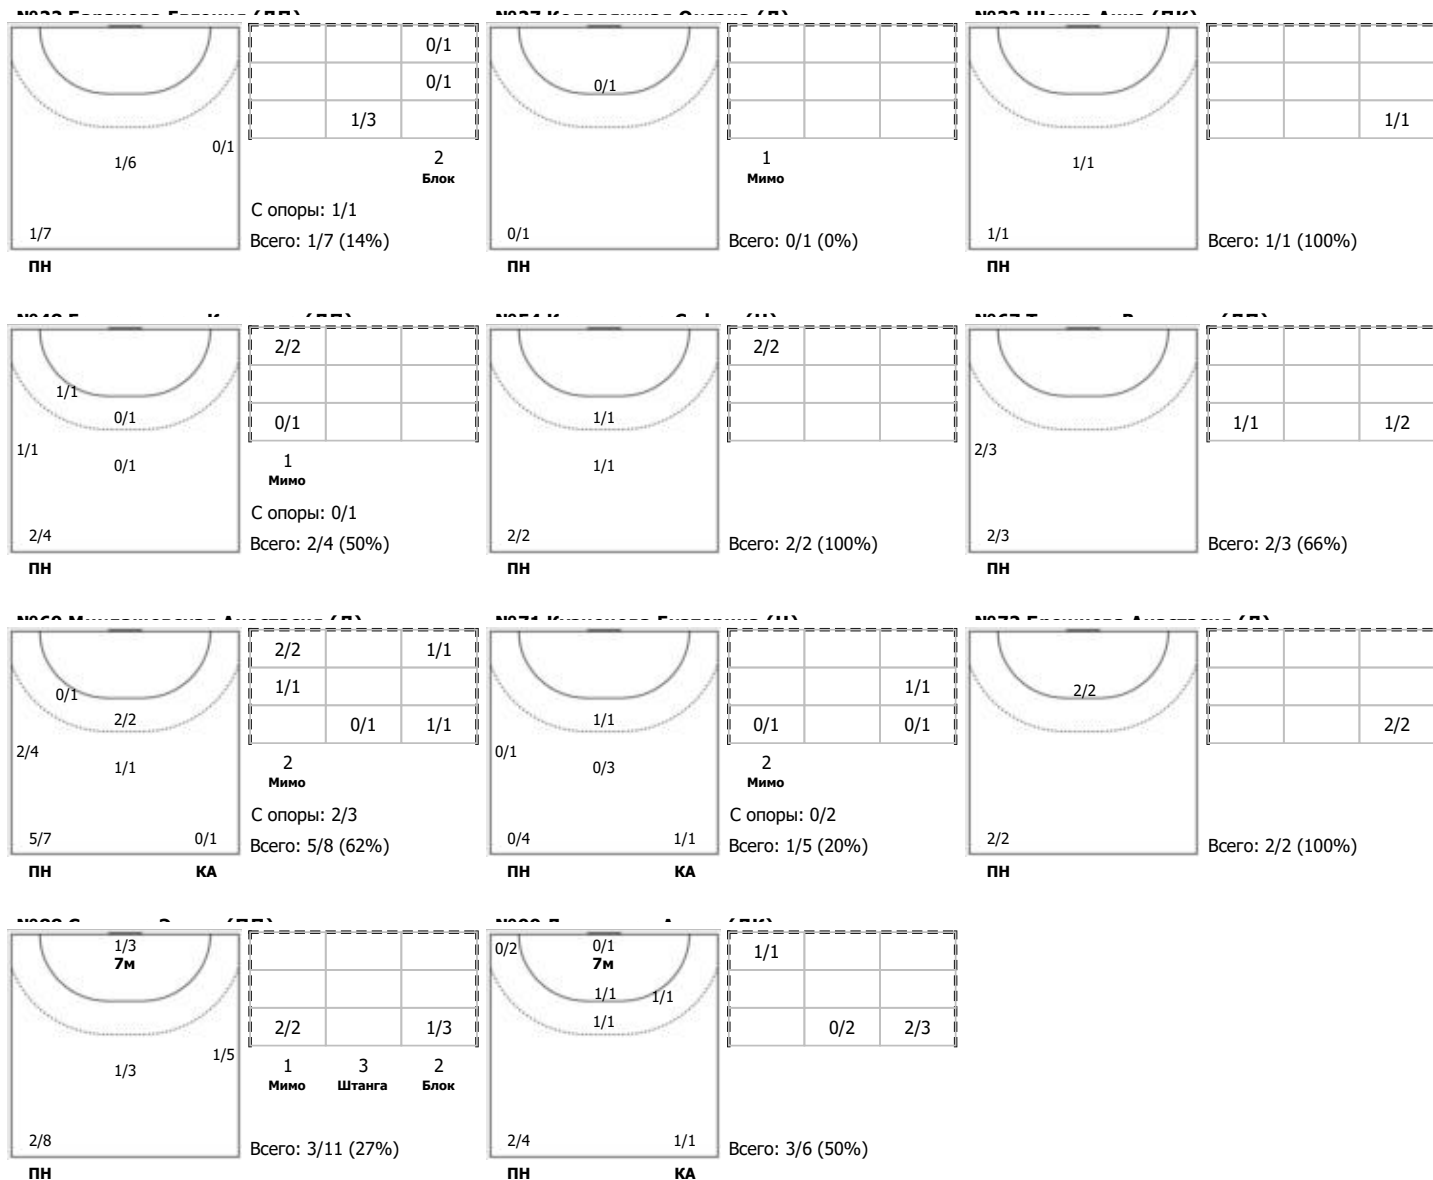 0/1
0/1
1/3
0/1
1/6
2
Блок
С опоры: 1/1
1/7
Всего: 1/7 (14%)
ПН
0/1
1
Мимо
0/1
Всего: 0/1 (0%)
ПН
1/1
1/1
1/1
Всего: 1/1 (100%)
ПН
2/2
1/1
0/1
0/1
1/1
0/1
1
Мимо
С опоры: 0/1
2/4
Всего: 2/4 (50%)
ПН
2/2
1/1
1/1
2/2
Всего: 2/2 (100%)
ПН
1/1 1/2
2/3
2/3
Всего: 2/3 (66%)
ПН
2/2 1/1
0/1
1/1
2/2
0/1 1/1
2/4
1/1
2
Мимо
С опоры: 2/3
5/7 0/1
Всего: 5/8 (62%)
ПН КА
1/1
1/1
0/1 0/1
0/1
0/3
2
Мимо
С опоры: 0/2
0/4 1/1
Всего: 1/5 (20%)
ПН КА
2/2
2/2
2/2
Всего: 2/2 (100%)
ПН
1/3
7м
2/2 1/3
1/5
1/3
1 3 2
Мимо Штанга Блок
2/8
Всего: 3/11 (27%)
ПН
0/2 0/1
7м
1/1
1/1 1/1
1/1
0/2 2/3
2/4 1/1
Всего: 3/6 (50%)
ПН КА